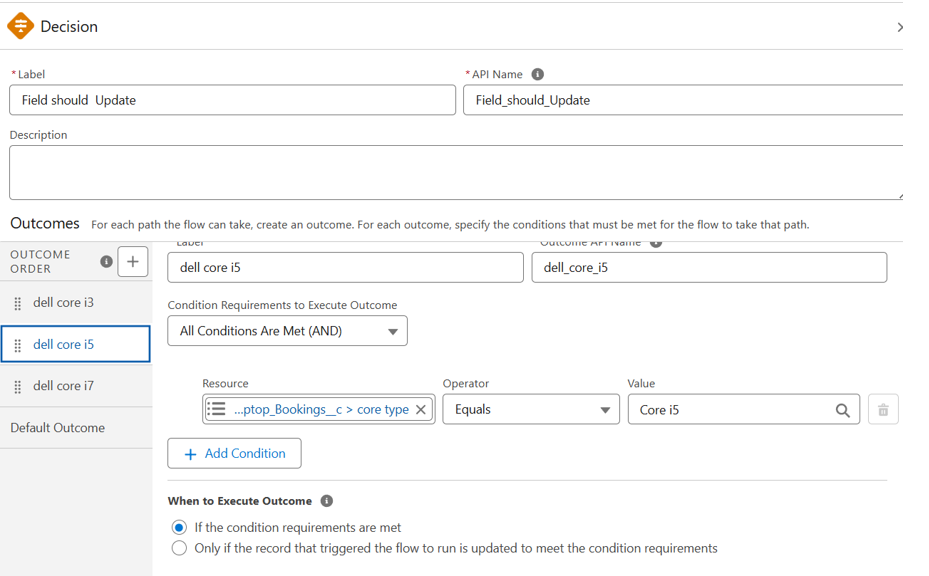 Decision
* Label
* API Name
Field should  Update
Field_should_Update
Description
Outcomes For each path the flow can take, create an outcome. For each outcome, specify the conditions that must be met for the flow to take that path.
OUTCOME ORDER
Label
Outcome API Name
dell core i5
dell_core_i5
dell core i3
dell core i5
dell core i7
Default Outcome
Condition Requirements to Execute Outcome
All Conditions Are Met (AND)
Resource Operator Value
...ptop_Bookings__c > core type Equals Core i5
+ Add Condition
When to Execute Outcome
If the condition requirements are met
Only if the record that triggered the flow to run is updated to meet the condition requirements